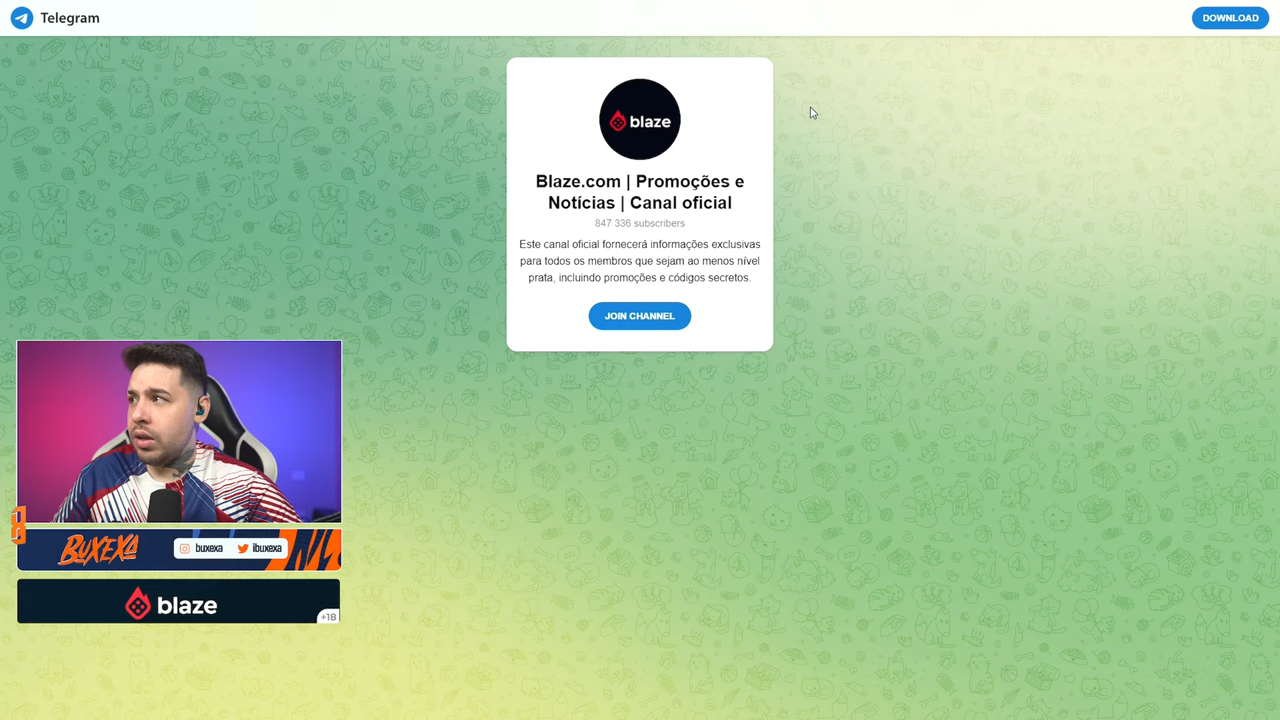 Telegram
DOWNLOAD
blaze
Blaze.com | Promoções e
Notícias | Canal oficial
847 336 subscribers
Este canal oficial fornecerá informações exclusivas
para todos os membros que sejam ao menos nível
prata, incluindo promoções e códigos secretos.
JOIN CHANNEL
18
BUXEXA
buxexa
ibuxexa
blaze
+18